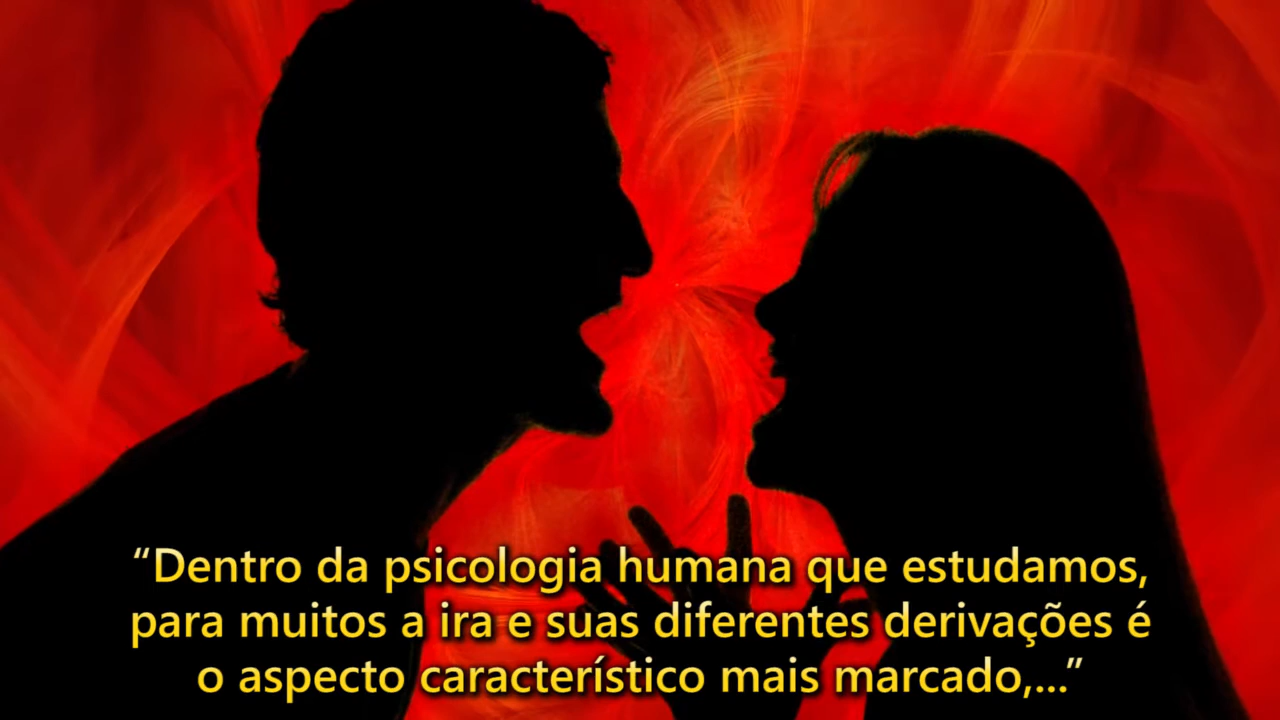 “Dentro da psicologia humana que estudamos,
para muitos a ira e suas diferentes derivações é
o aspecto característico mais marcado,...”